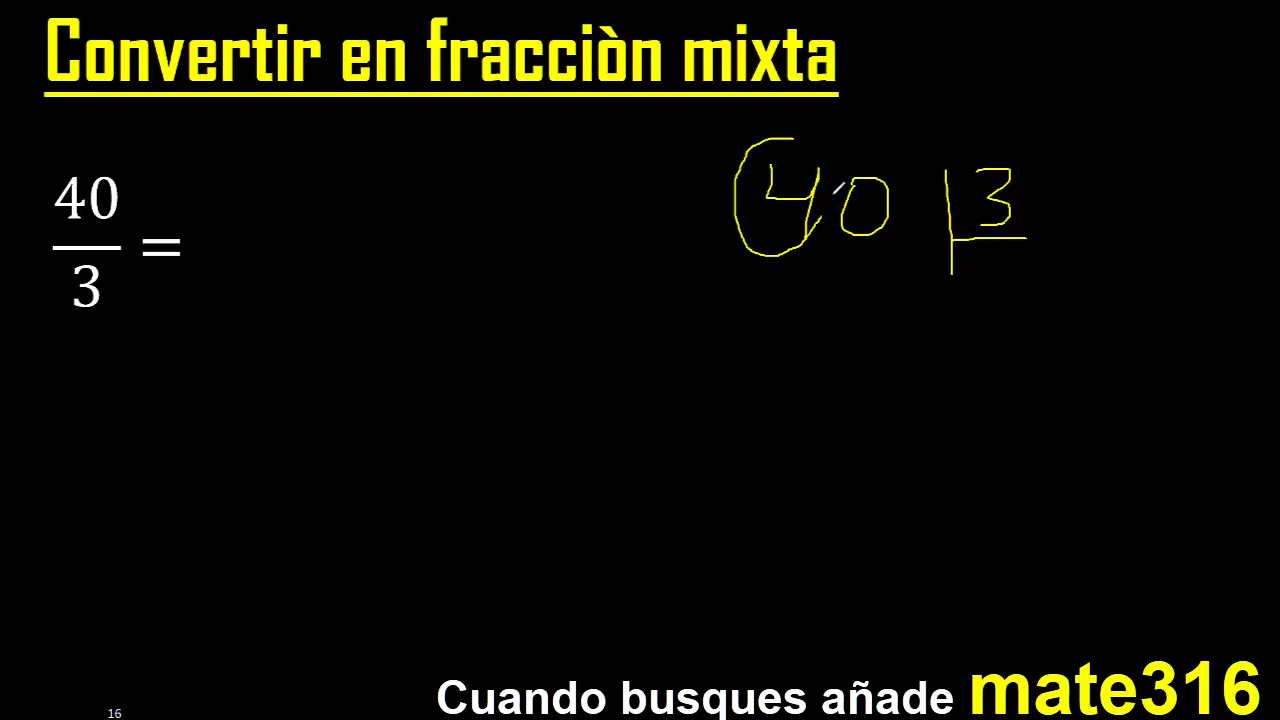 Convertir en fracciòn mixta
40
3
=
40 3
Cuando busques añade mate316
16